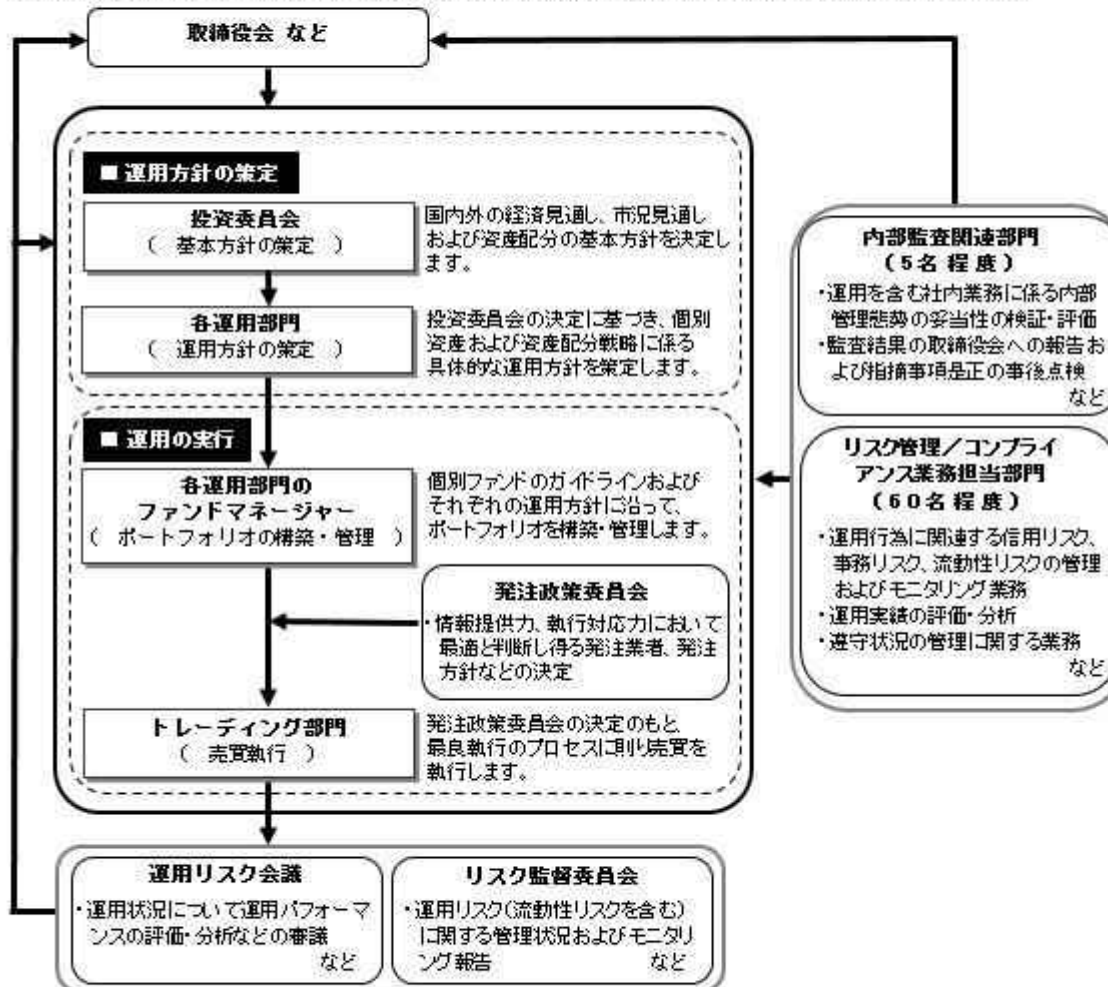 取締役会 など
■ 運用方針の策定
投資委員会
( 基本方針の策定 )
国内外の経済見通し、市況見通し
および資産配分の基本方針を決定し
ます。
各運用部門
( 運用方針の策定 )
投資委員会の決定に基づき、個別
資産および資産配分戦略に係る
具体的な運用方針を策定します。
■ 運用の実行
各運用部門の
ファンドマネージャー
( ポートフォリオの構築・管理 )
個別ファンドのガイドラインおよび
それぞれの運用方針に沿って、
ポートフォリオを構築・管理します。
発注政策委員会
・情報提供力、執行対応力において
最適と判断し得る発注業者、発注
方針などの決定
トレーディング部門
( 売買執行 )
発注政策委員会の決定のもと、
最良執行のプロセスに則り売買を
執行します。
内部監査関連部門
(5名程度)
・運用を含む社内業務に係る内部
管理態勢の妥当性の検証・評価
・監査結果の取締役会への報告お
よび指摘事項是正の事後点検
など
リスク管理/コンプライ
アンス業務担当部門
(60名程度)
・運用行為に関連する信用リスク、
事務リスク、流動性リスクの管理
およびモニタリング業務
・運用実績の評価・分析
・遵守状況の管理に関する業務
など
運用リスク会議
・運用状況について運用パフォーマ
ンスの評価・分析などの審議
など
リスク監督委員会
・運用リスク(流動性リスクを含む)
に関する管理状況およびモニタリ
ング報告 など